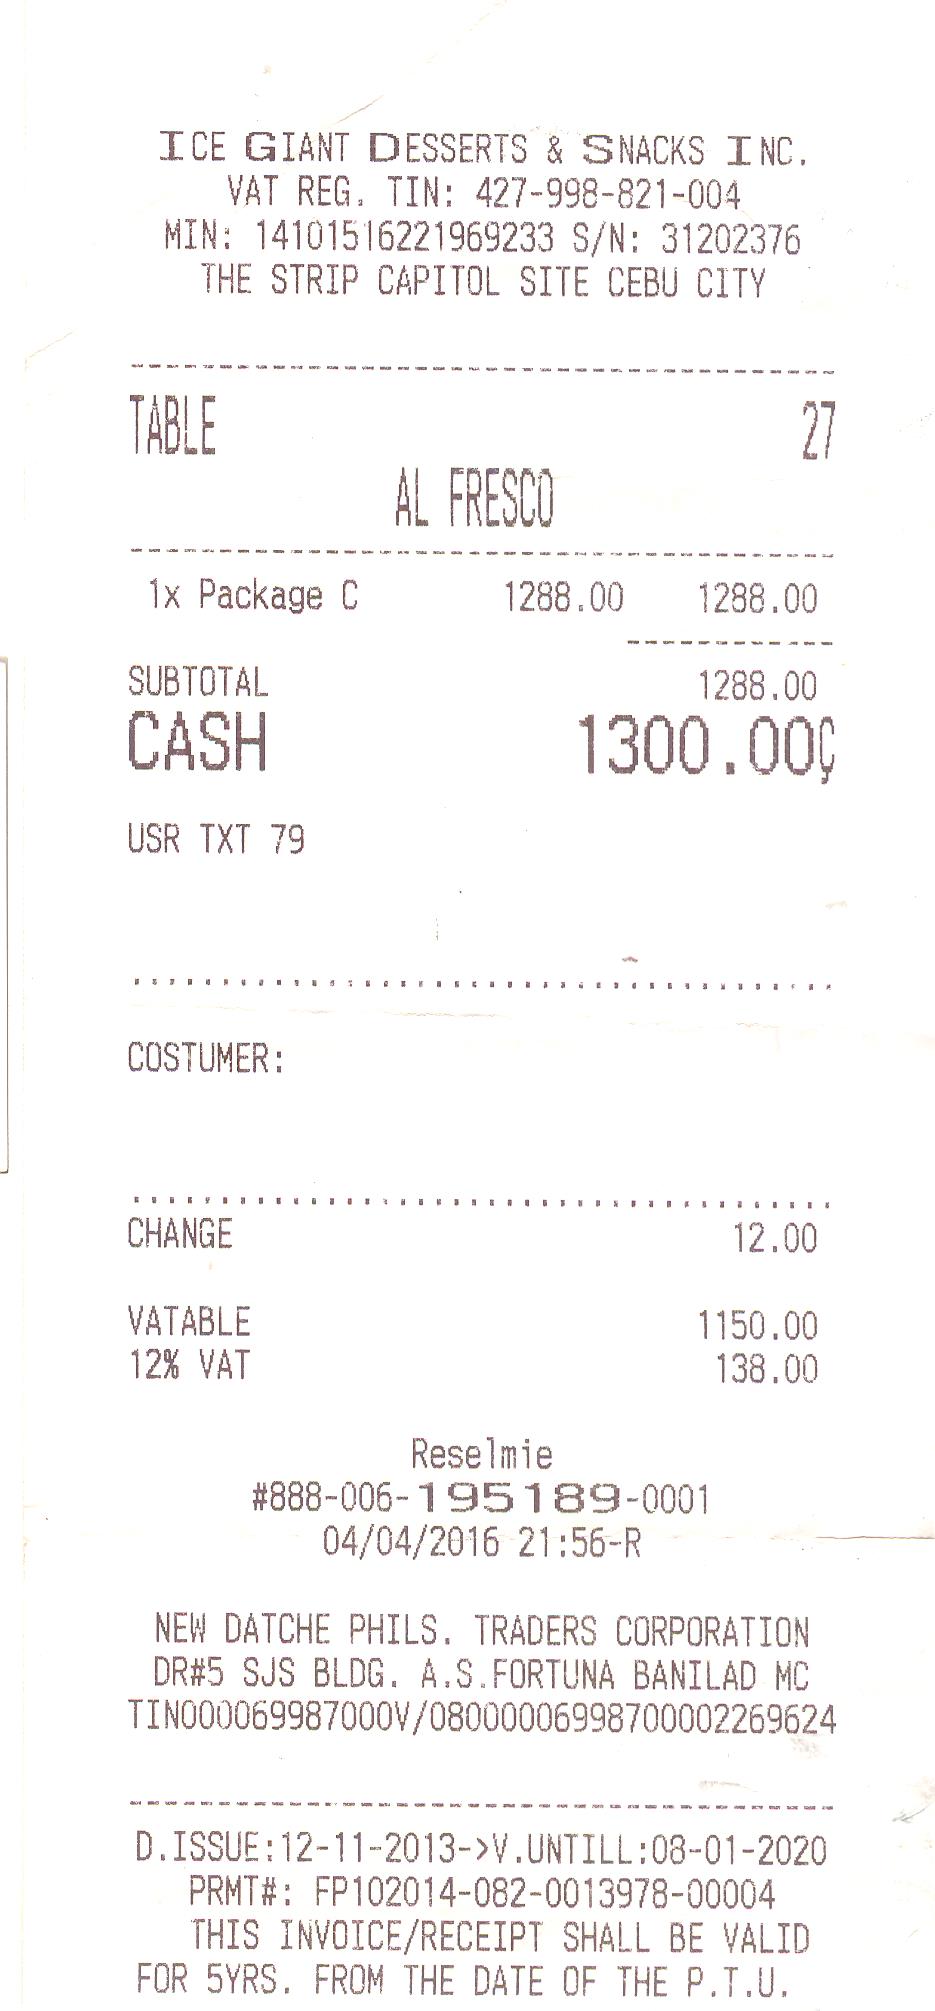 ICE GIANT DESSERTS & SNACKS INC.
VAT REG. TIN: 427-998-821-004
MIN: 14101516221969233 S/N: 31202376
THE STRIP CAPITOL SITE CEBU CITY
TABLE 27
AL FRESCO
1x Package C 1288.00 1288.00
SUBTOTAL 1288.00
CASH 1300.00ç
USR TXT 79
COSTUMER:
CHANGE 12.00
VATABLE 1150.00
12% VAT 138.00
Reselmie
#888-006-195189-0001
04/04/2016 21:56-R
NEW DATCHE PHILS. TRADERS CORPORATION
DR#5 SJS BLDG. A.S.FORTUNA BANILAD MC
TIN000069987000V/08000006998700002269624
D.ISSUE:12-11-2013->V.UNTILL:08-01-2020
PRMT#: FP102014-082-0013978-00004
THIS INVOICE/RECEIPT SHALL BE VALID
FOR 5YRS. FROM THE DATE OF THE P.T.U.